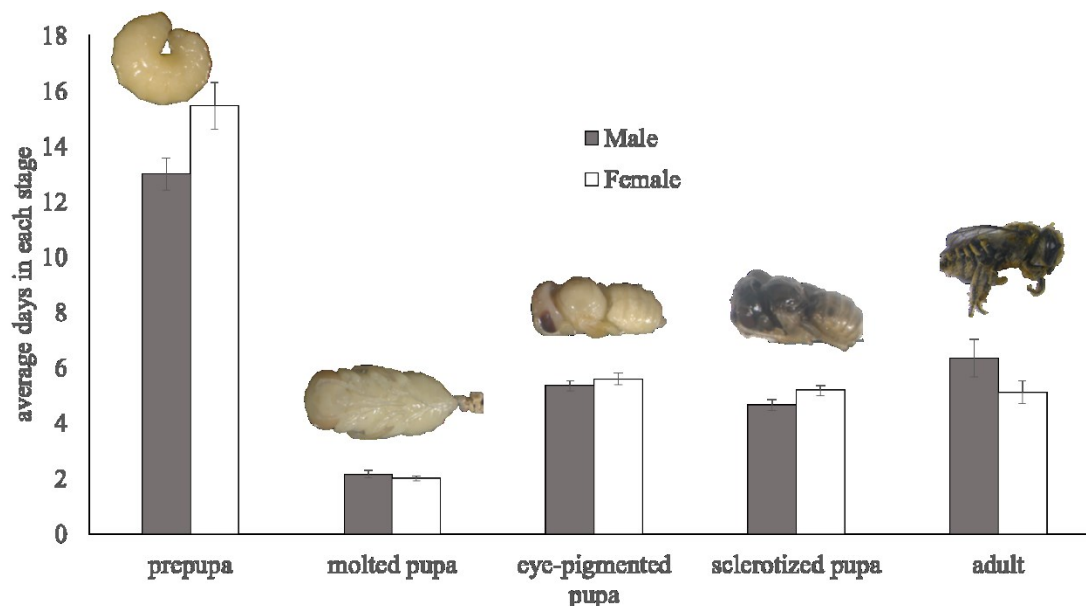 18
16
14
12
10
8
6
4
2
0
average days in each stage
Male
Female
prepupa
molted pupa
eye-pigmented
pupa
sclerotized pupa
adult